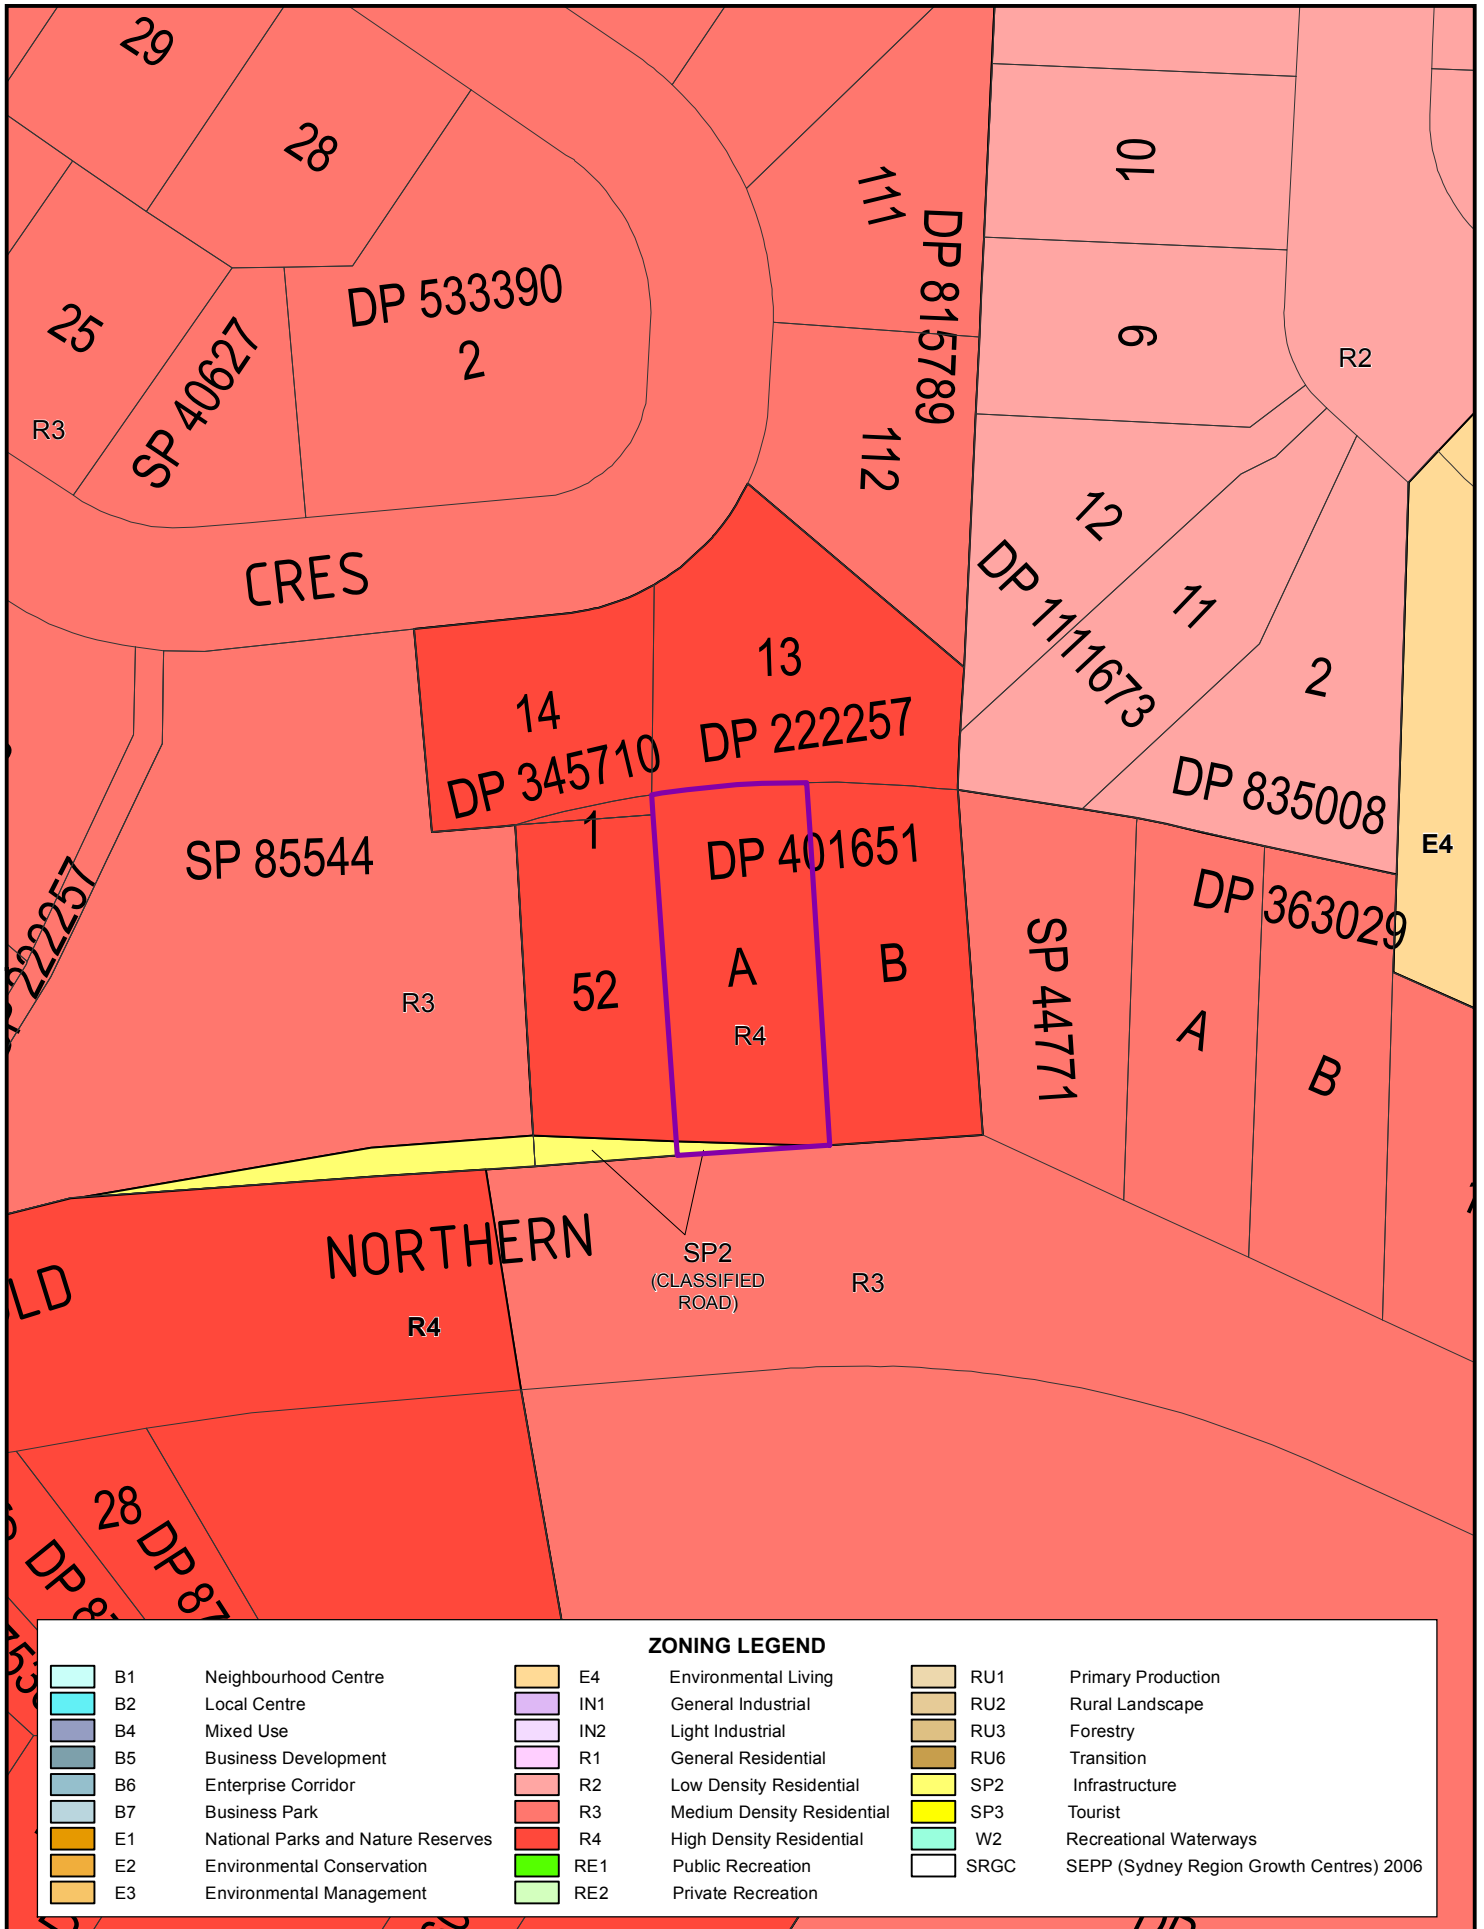 29
28
10
111
DP 815789
DP 533390
2
25
SP 40627
9
R2
R3
112
12
CRES
DP 1111673
11
2
13
14
DP 222257
DP 345710
DP 835008
1
SP 85544
DP 401651
E4
DP 363029
222257
A
B
52
SP 44771
R3
R4
A
B
NORTHERN
SP2
(CLASSIFIED
ROAD)
R3
LD
R4
28
DP 87
DP 8
ZONING LEGEND
B1 Neighbourhood Centre
B2 Local Centre
B4 Mixed Use
B5 Business Development
B6 Enterprise Corridor
B7 Business Park
E1 National Parks and Nature Reserves
E2 Environmental Conservation
E3 Environmental Management
E4 Environmental Living
IN1 General Industrial
IN2 Light Industrial
R1 General Residential
R2 Low Density Residential
R3 Medium Density Residential
R4 High Density Residential
RE1 Public Recreation
RE2 Private Recreation
RU1 Primary Production
RU2 Rural Landscape
RU3 Forestry
RU6 Transition
SP2 Infrastructure
SP3 Tourist
W2 Recreational Waterways
SRGC SEPP (Sydney Region Growth Centres) 2006